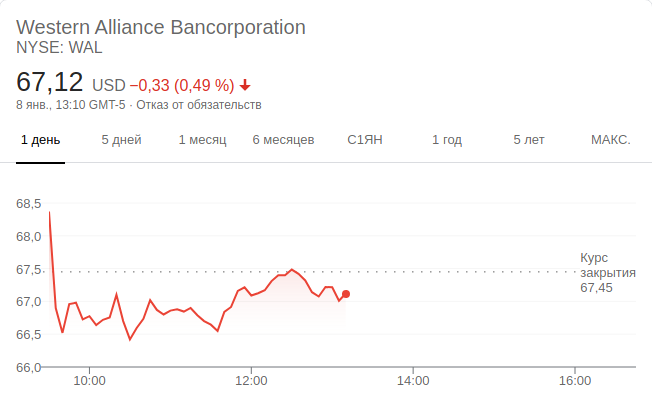 Western Alliance Bancorporation
NYSE: WAL
67,12 USD −0,33 (0,49 %)
8 янв., 13:10 GMT-5 · Отказ от обязательств
1 день 5 дней 1 месяц 6 месяцев С1ЯН 1 год 5 лет МАКС.
68,5
68,0
67,5
67,0
66,5
66,0
Курс
закрытия
67,45
10:00 12:00 14:00 16:00